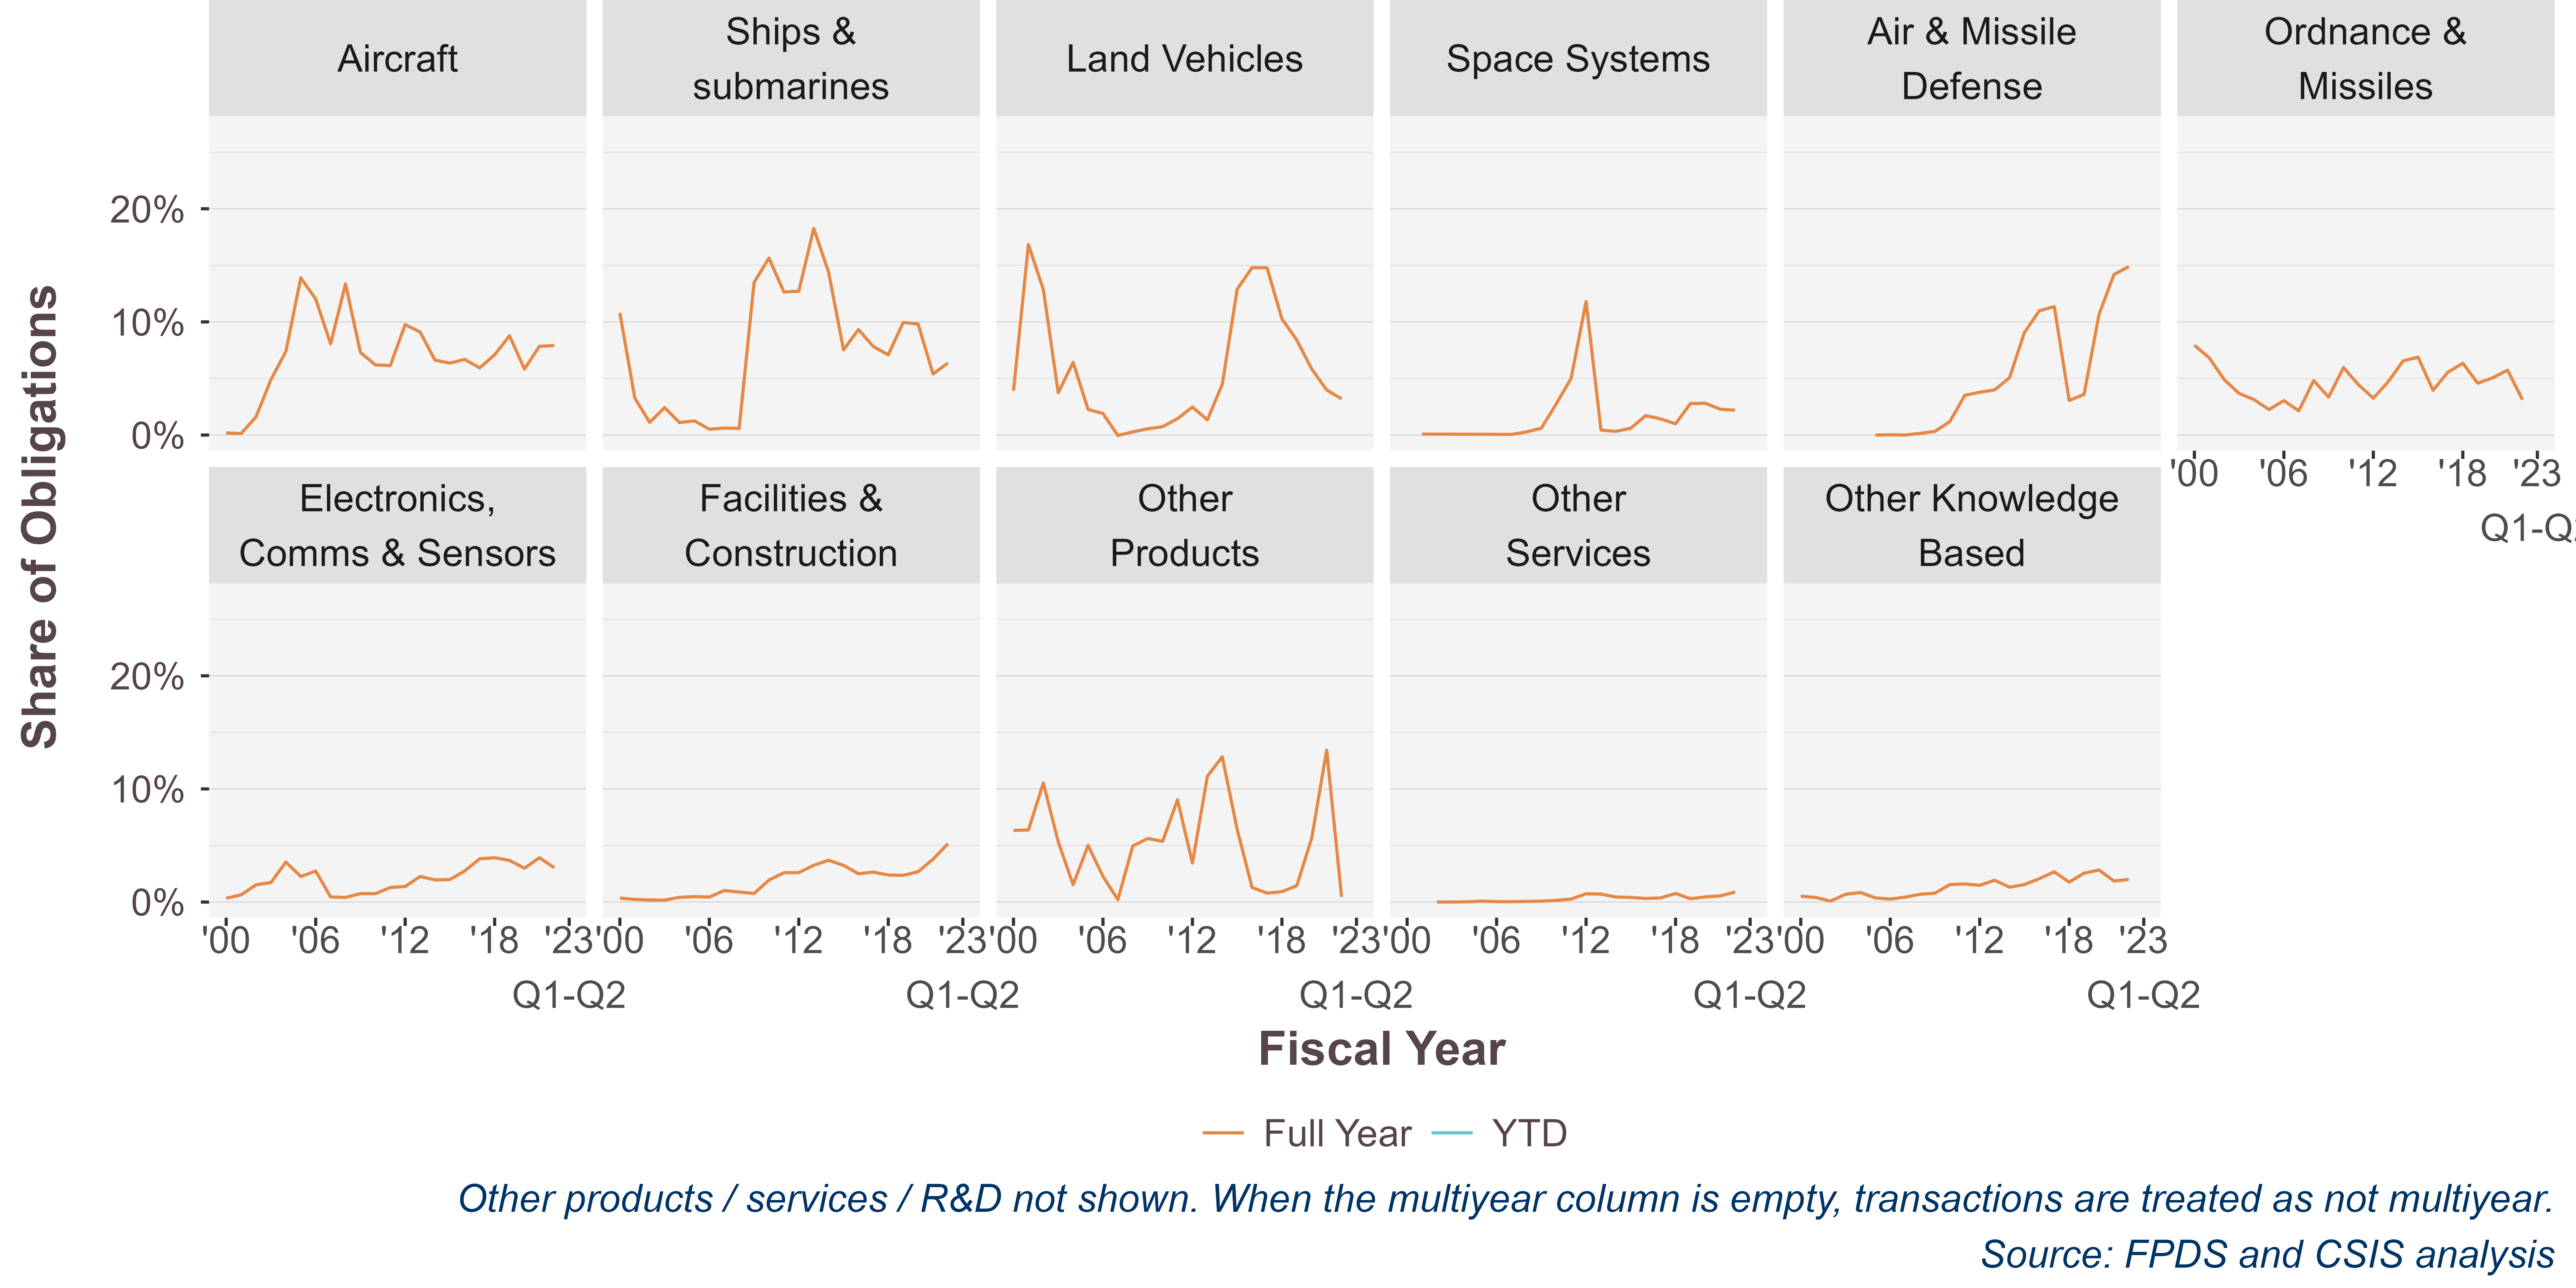 Aircraft
Ships &
submarines
Land Vehicles
Space Systems
Air & Missile
Defense
Ordnance &
Missiles
20%
10%
0%
'00 '06 '12 '18 '23
Q1-Q
Electronics,
Comms & Sensors
Facilities &
Construction
Other
Products
Other
Services
Other Knowledge
Based
20%
10%
0%
'00 '06 '12 '18 '23
Q1-Q2
'00 '06 '12 '18 '23
Q1-Q2
'00 '06 '12 '18 '23
Q1-Q2
'00 '06 '12 '18 '23
Q1-Q2
'00 '06 '12 '18 '23
Q1-Q2
Share of Obligations
Fiscal Year
Full Year
YTD
Other products / services / R&D not shown. When the multiyear column is empty, transactions are treated as not multiyear.
Source: FPDS and CSIS analysis